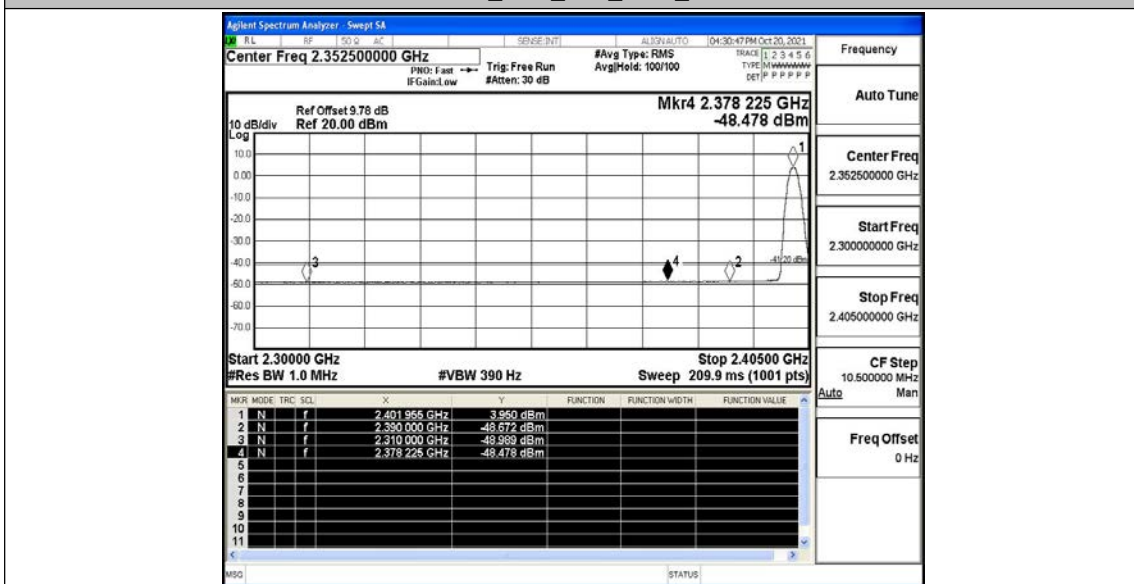 Agilent Spectrum Analyzer - Swept SA
RL RF 50 Ω AC SENSE:INT ALIGN AUTO 04:30:47 PM Oct 20, 2021
Center Freq 2.352500000 GHz
PNO: Fast
IFGain:Low
Trig: Free Run
#Atten: 30 dB
#Avg Type: RMS
Avg|Hold: 100/100
TRACE 1 2 3 4 5 6
TYPE M W W W W W
DET P P P P P P
Ref Offset 9.78 dB
Ref 20.00 dBm
10 dB/div
Log
Mkr4 2.378 225 GHz
-48.478 dBm
10.0
0.00
-10.0
-20.0
-30.0
-40.0
-50.0
-60.0
-70.0
1
3
4
2
-41.20 dBm
Start 2.30000 GHz Stop 2.40500 GHz
#Res BW 1.0 MHz #VBW 390 Hz Sweep 209.9 ms (1001 pts)
MKR MODE TRC SCL X Y FUNCTION FUNCTION WIDTH FUNCTION VALUE
1 N f 2.401 955 GHz 3.950 dBm
2 N f 2.390 000 GHz -48.672 dBm
3 N f 2.310 000 GHz -48.989 dBm
4 N f 2.378 225 GHz -48.478 dBm
5
6
7
8
9
10
11
MSG STATUS
Frequency
Auto Tune
Center Freq
2.352500000 GHz
Start Freq
2.300000000 GHz
Stop Freq
2.405000000 GHz
CF Step
10.500000 MHz
Auto Man
Freq Offset
0 Hz